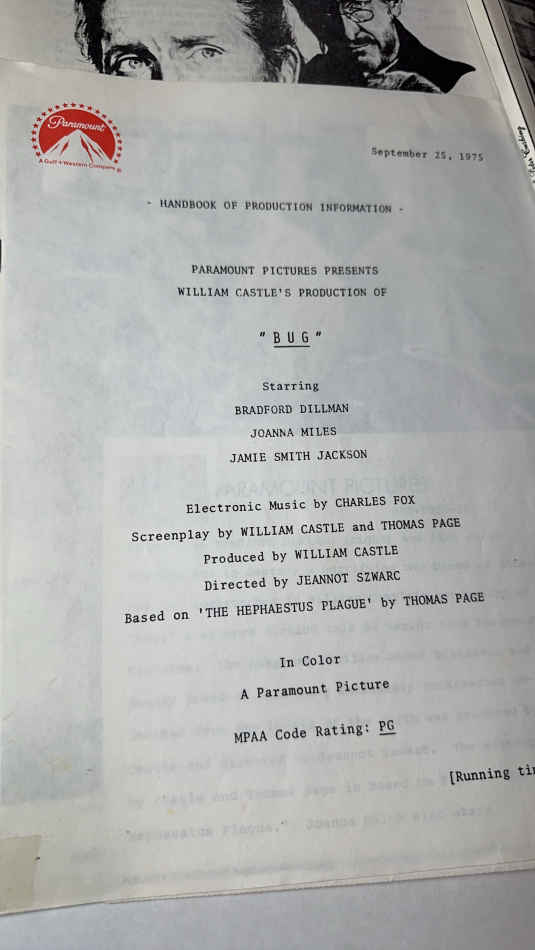 Paramount
A Gulf + Western Company
September 25, 1975
- HANDBOOK OF PRODUCTION INFORMATION -
PARAMOUNT PICTURES PRESENTS
WILLIAM CASTLE'S PRODUCTION OF
"BUG"
Starring
BRADFORD DILLMAN
JOANNA MILES
JAMIE SMITH JACKSON
Electronic Music by CHARLES FOX
Screenplay by WILLIAM CASTLE and THOMAS PAGE
Produced by WILLIAM CASTLE
Directed by JEANNOT SZWARC
Based on 'THE HEPHAESTUS PLAGUE' by THOMAS PAGE
In Color
A Paramount Picture
MPAA Code Rating: PG
[Running